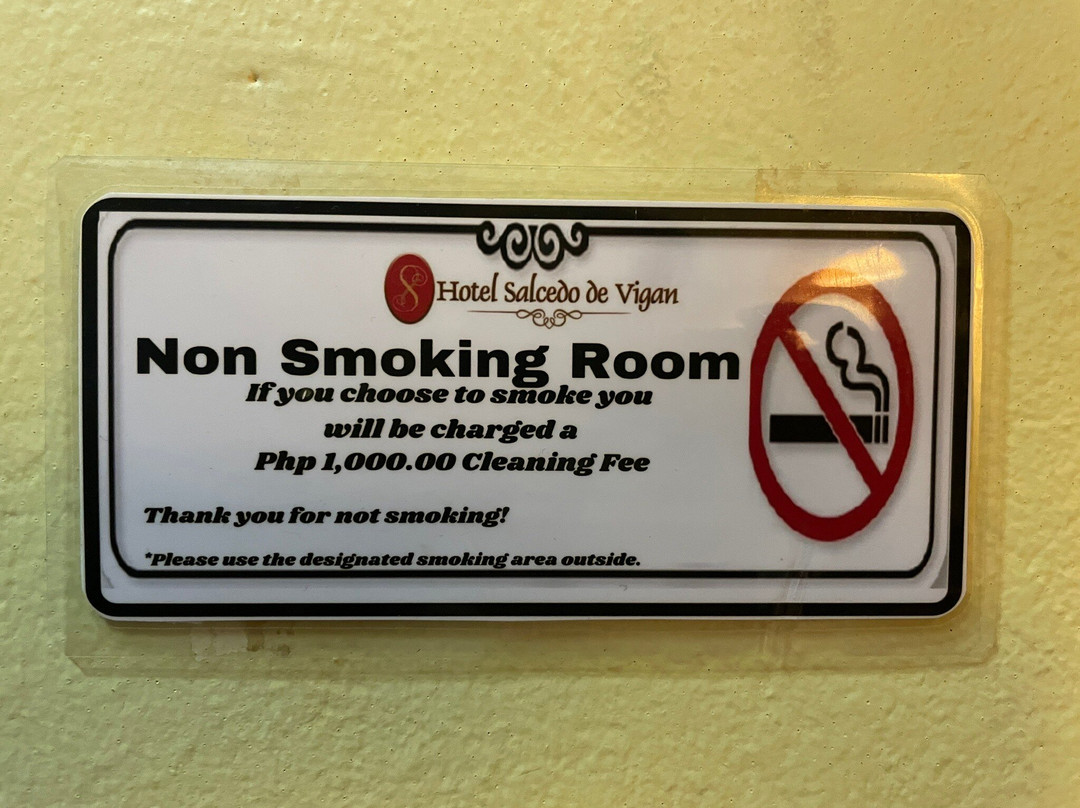 Hotel Salcedo de Vigan
Non Smoking Room
If you choose to smoke you
will be charged a
Php 1,000.00 Cleaning Fee
Thank you for not smoking!
*Please use the designated smoking area outside.